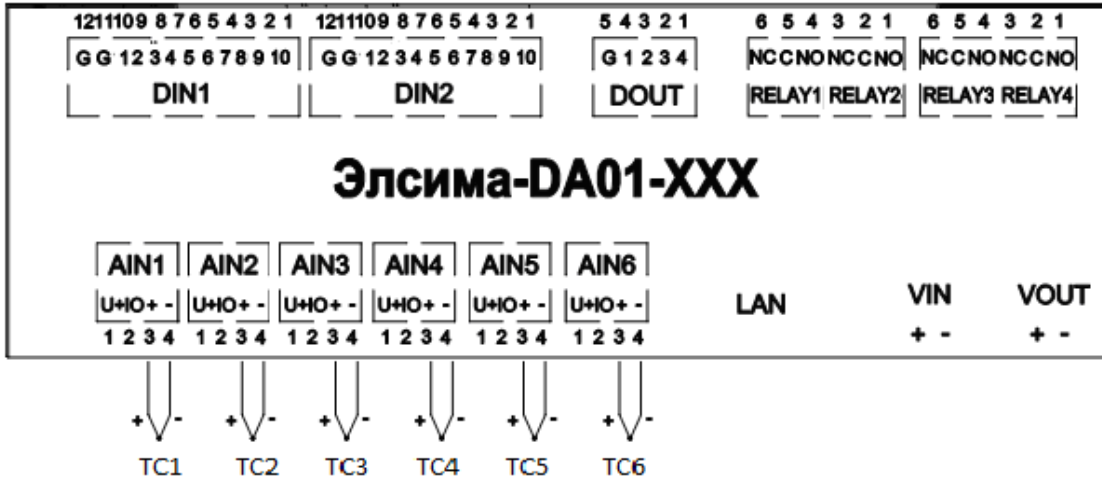 121110 9 8 7 6 5 4 3 2 1 121110 9 8 7 6 5 4 3 2 1 5 4 3 2 1 6 5 4 3 2 1 6 5 4 3 2 1
G G 1 2 3 4 5 6 7 8 9 10 G G 1 2 3 4 5 6 7 8 9 10 G 1 2 3 4 NC C NO NC C NO NC C NO NC C NO
DIN1 DIN2 DOUT RELAY1 RELAY2 RELAY3 RELAY4
Элсима-DA01-XXX
AIN1 AIN2 AIN3 AIN4 AIN5 AIN6
U+IO+ - U+IO+ - U+IO+ - U+IO+ - U+IO+ - U+IO+ - LAN VIN VOUT
1 2 3 4 1 2 3 4 1 2 3 4 1 2 3 4 1 2 3 4 1 2 3 4 + - + -
+ - + - + - + - + - + -
TC1 TC2 TC3 TC4 TC5 TC6